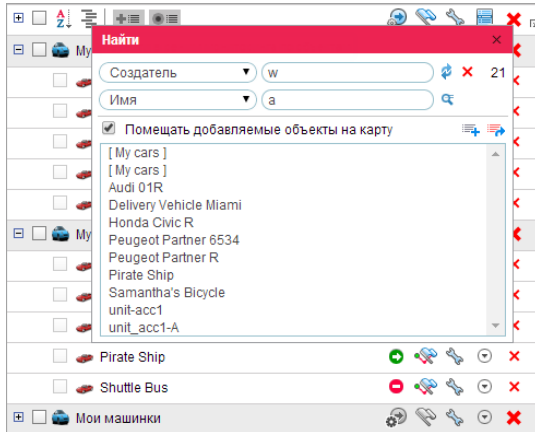 Найти
My
Создатель
w
21
Имя
a
Помещать добавляемые объекты на карту
[ My cars ]
[ My cars ]
Audi 01R
Delivery Vehicle Miami
Honda Civic R
Peugeot Partner 6534
Peugeot Partner R
Pirate Ship
Samantha's Bicycle
unit-acc1
unit_acc1-A
My
Pirate Ship
Shuttle Bus
Мои машинки